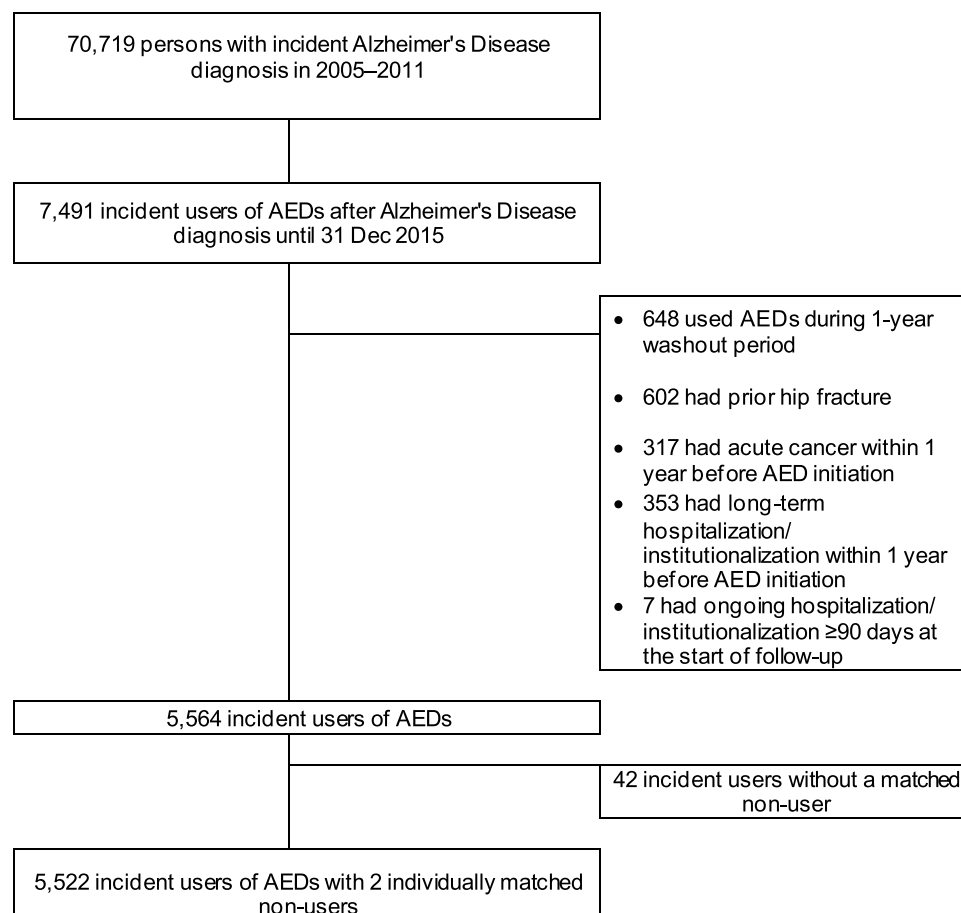 70,719 persons with incident Alzheimer's Disease
diagnosis in 2005–2011
7,491 incident users of AEDs after Alzheimer's Disease
diagnosis until 31 Dec 2015
• 648 used AEDs during 1-year
washout period
• 602 had prior hip fracture
• 317 had acute cancer within 1
year before AED initiation
• 353 had long-term
hospitalization/
institutionalization within 1 year
before AED initiation
• 7 had ongoing hospitalization/
institutionalization ≥90 days at
the start of follow-up
5,564 incident users of AEDs
42 incident users without a matched
non-user
5,522 incident users of AEDs with 2 individually matched
non-users